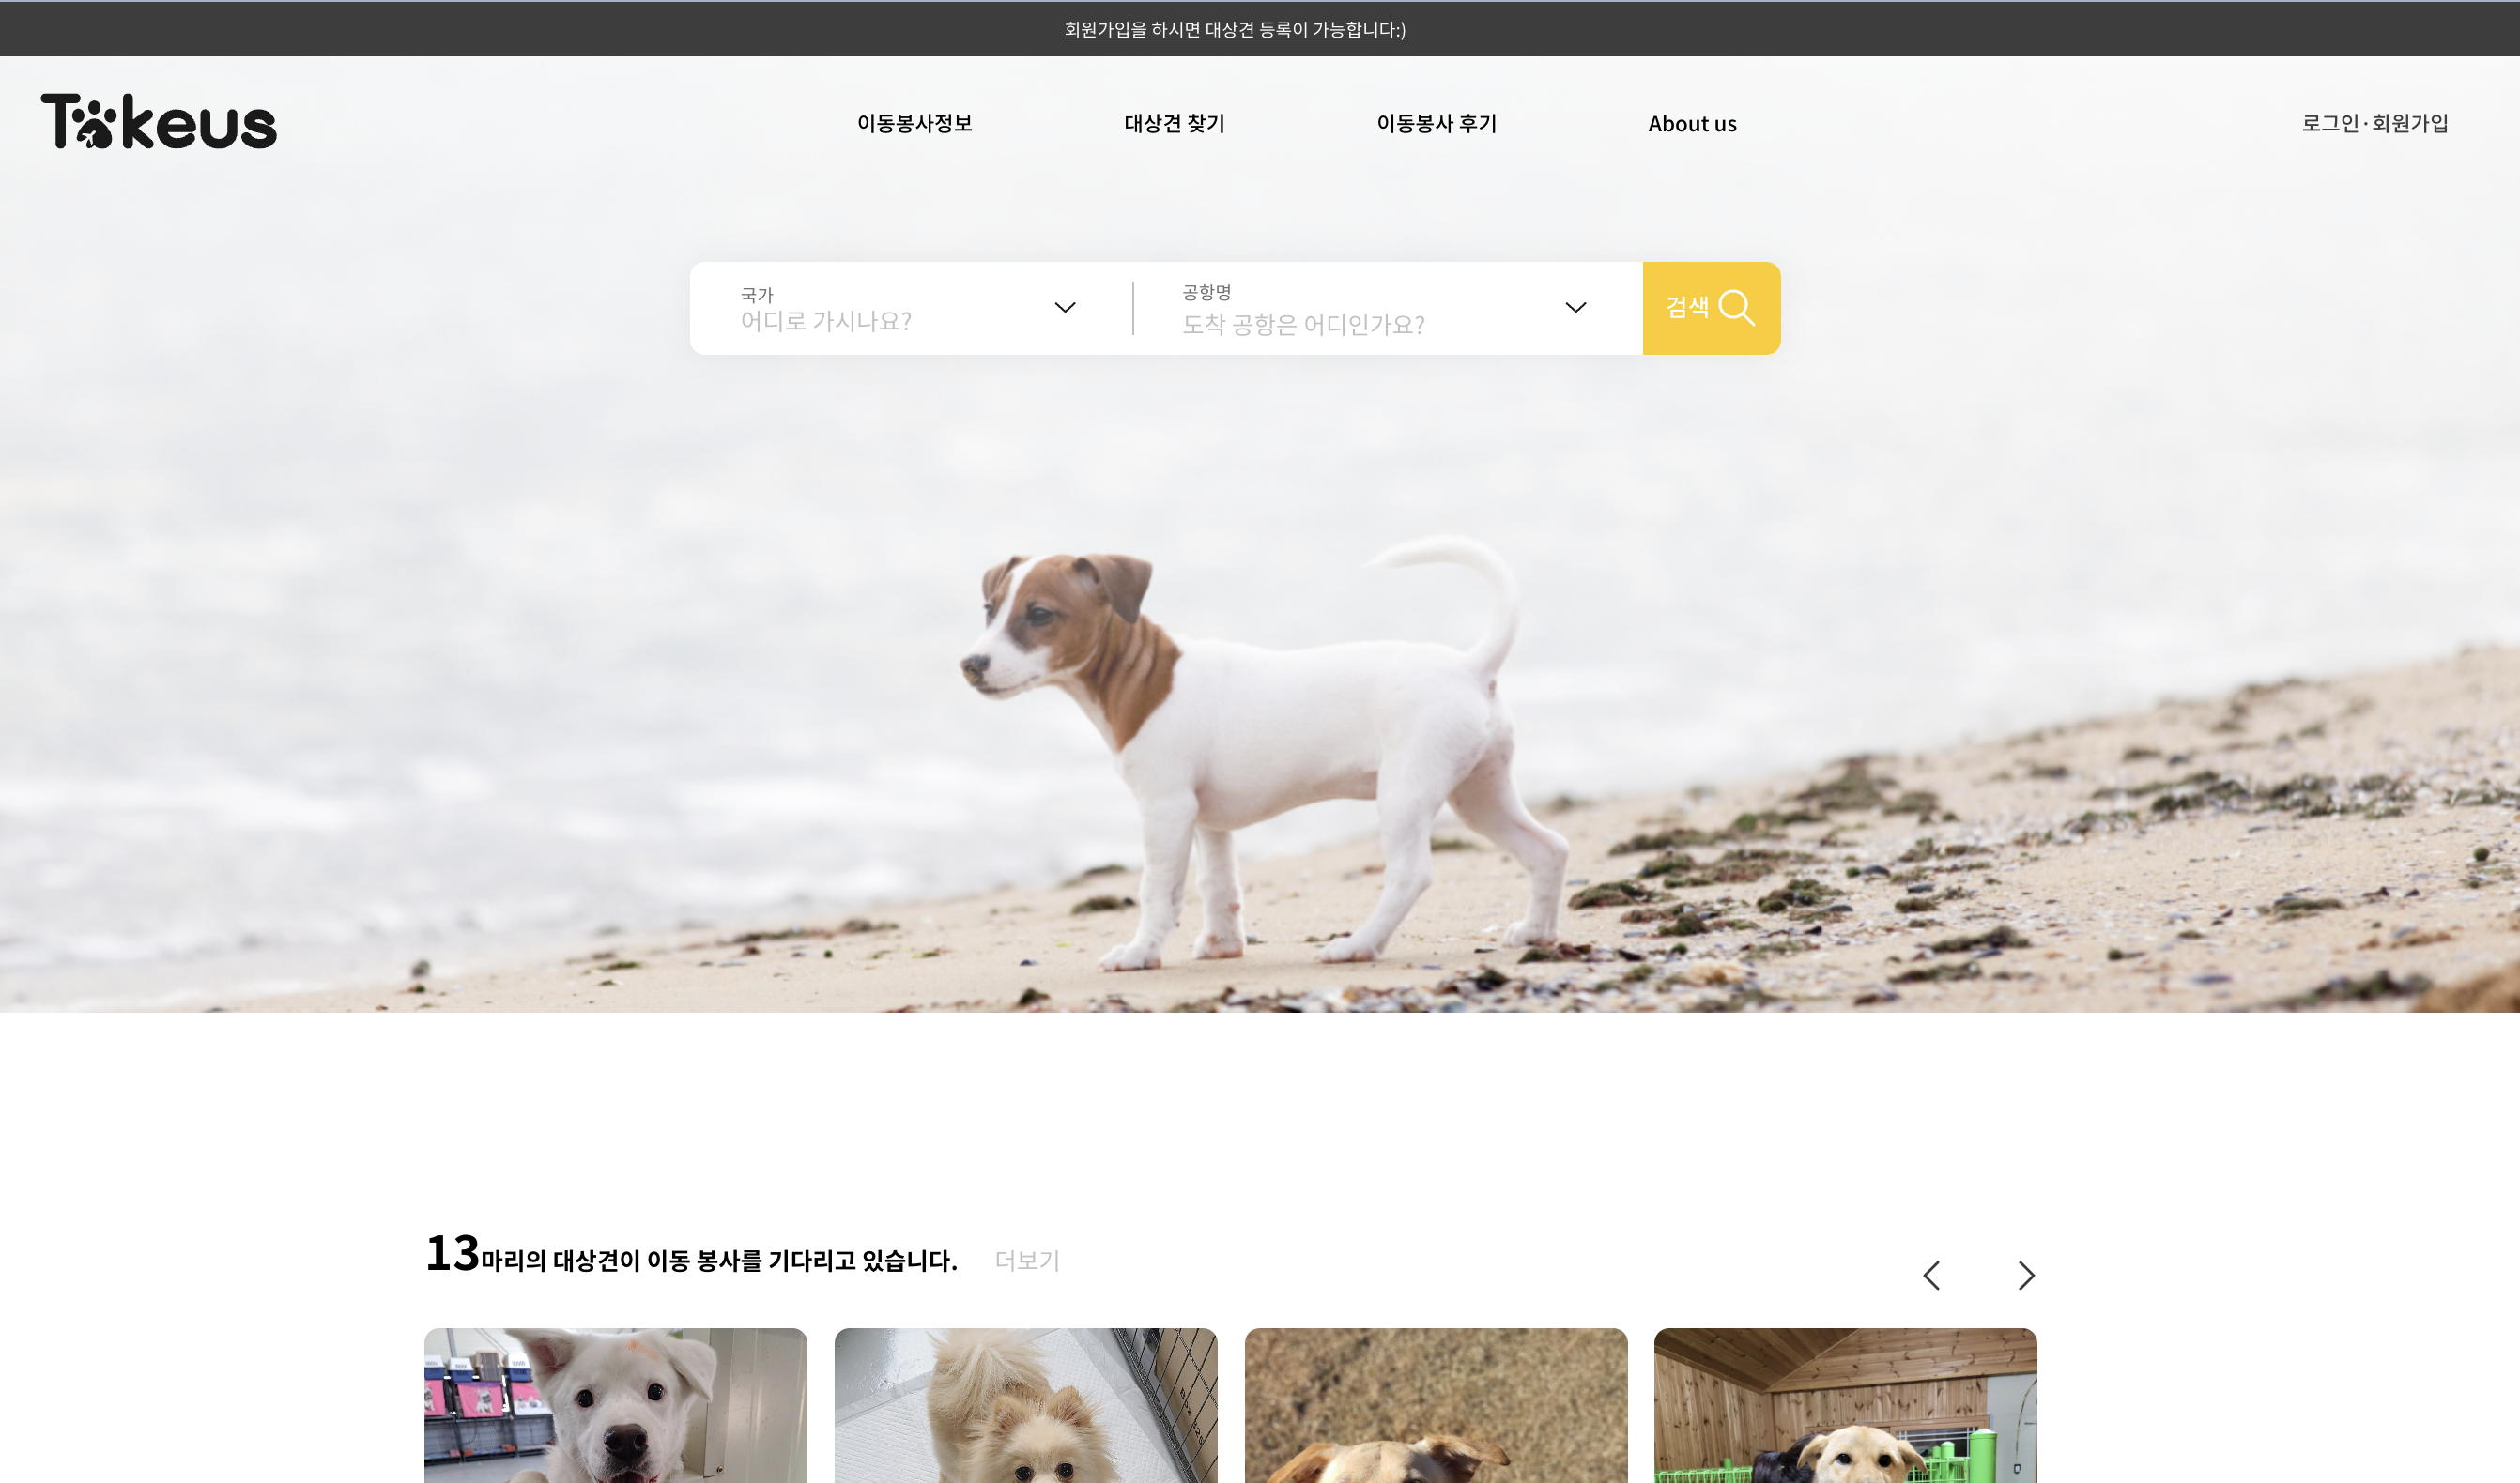 회원가입을 하시면 대상견 등록이 가능합니다:)
Takeus
이동봉사정보
대상견 찾기
이동봉사 후기
About us
로그인·회원가입
국가
어디로 가시나요?
공항명
도착 공항은 어디인가요?
검색
13마리의 대상견이 이동 봉사를 기다리고 있습니다.
더보기